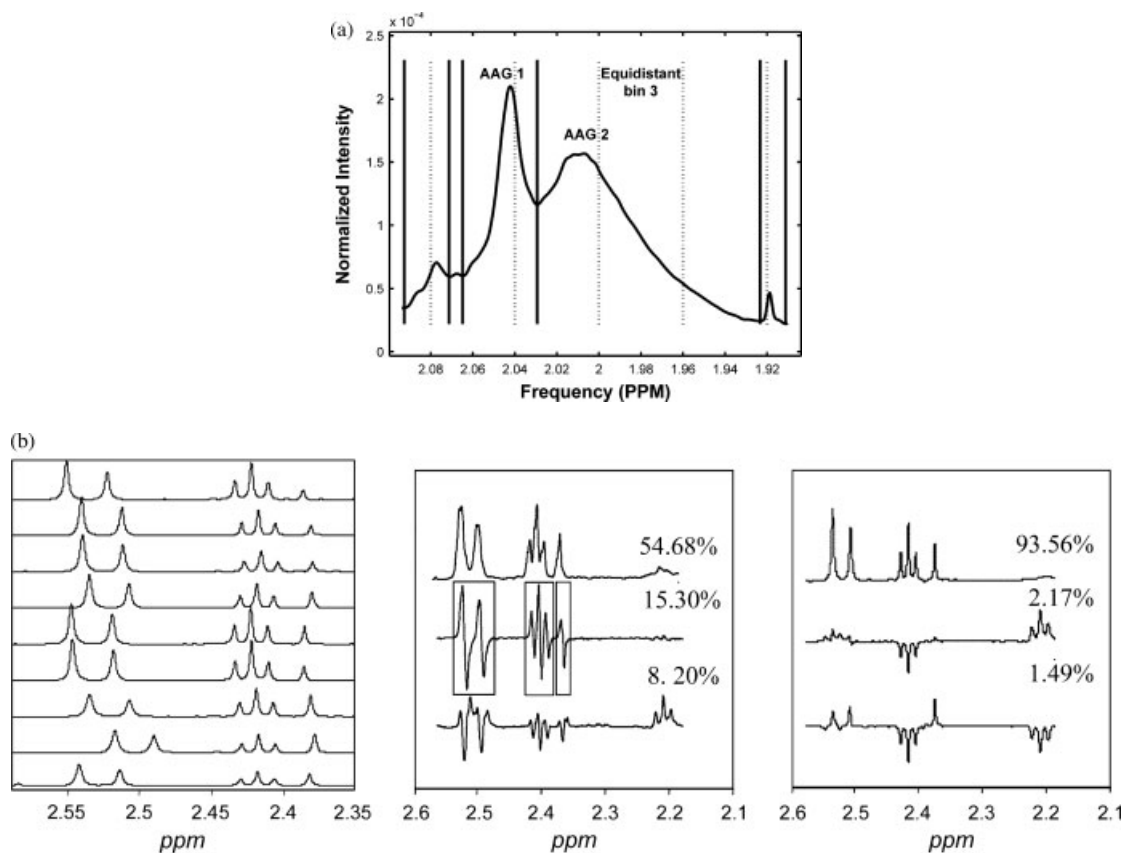 (a)
× 10⁻⁴
2.5
2
1.5
1
0.5
0
Normalized Intensity
AAG 1
AAG 2
Equidistant
bin 3
2.08 2.06 2.04 2.02 2 1.98 1.96 1.94 1.92
Frequency (PPM)
(b)
2.55 2.5 2.45 2.4 2.35
ppm
54.68%
15.30%
8. 20%
2.6 2.5 2.4 2.3 2.2 2.1
ppm
93.56%
2.17%
1.49%
2.6 2.5 2.4 2.3 2.2 2.1
ppm